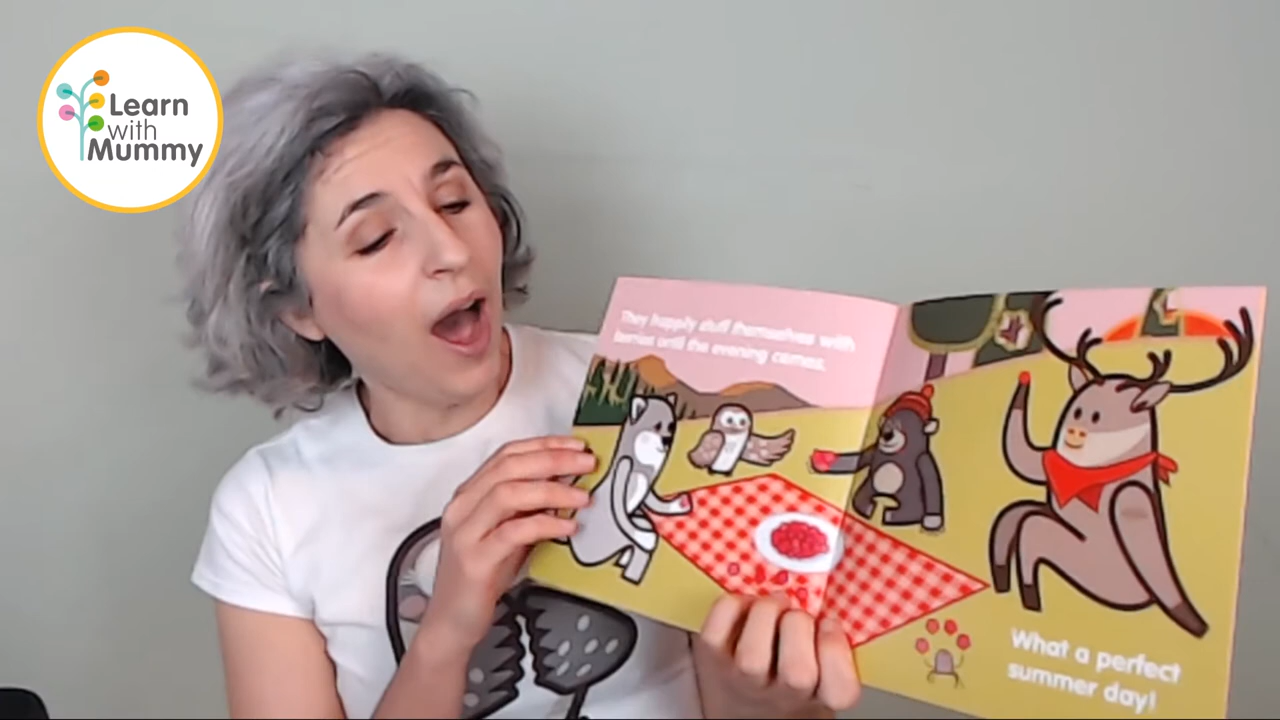 Learn
with
Mummy
They happily stuff themselves with
berries until the evening comes.
What a perfect
summer day!